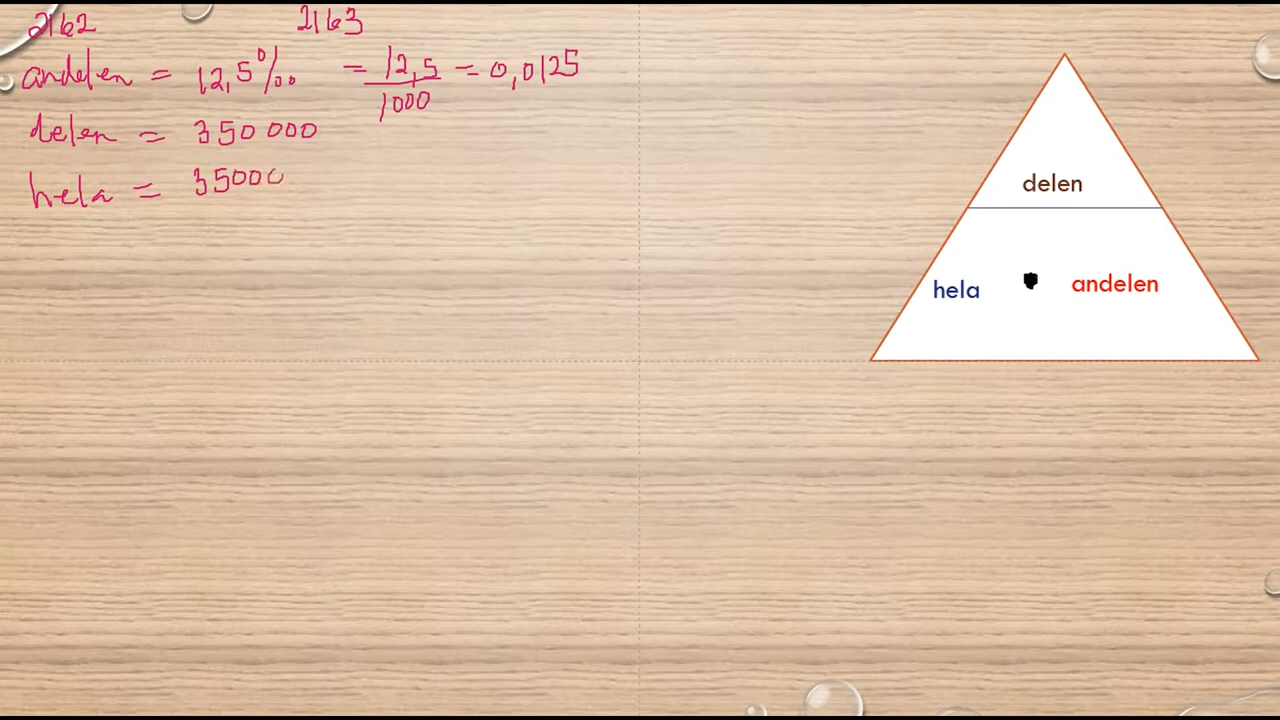 2162 2163
andelen = 12,5‰ = 12,5/1000 = 0,0125
delen = 350 000
hela = 35000
delen
hela andelen